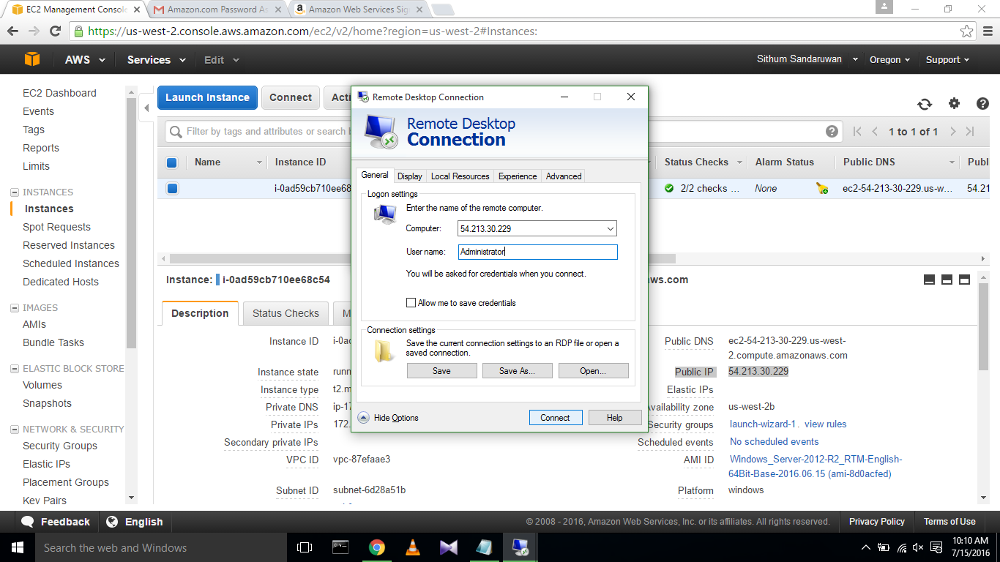 EC2 Management Console
Amazon.com Password As
Amazon Web Services Sig
https://us-west-2.console.aws.amazon.com/ec2/v2/home?region=us-west-2#Instances:
AWS
Services
Edit
Sithum Sandaruwan
Oregon
Support
EC2 Dashboard
Events
Tags
Reports
Limits
INSTANCES
Instances
Spot Requests
Reserved Instances
Scheduled Instances
Dedicated Hosts
IMAGES
AMIs
Bundle Tasks
ELASTIC BLOCK STORE
Volumes
Snapshots
NETWORK & SECURITY
Security Groups
Elastic IPs
Placement Groups
Key Pairs
Launch Instance
Connect
Acti
Filter by tags and attributes or search b
1 to 1 of 1
Name
Instance ID
Status Checks
Alarm Status
Public DNS
Publ
i-0ad59cb710ee68
2/2 checks ...
None
ec2-54-213-30-229.us-w...
54.21
Instance:
i-0ad59cb710ee68c54
aws.com
Description
Status Checks
M
Instance ID
i-0ad
Instance state
runn
Instance type
t2.m
Private DNS
ip-17
Private IPs
172.
Secondary private IPs
VPC ID
vpc-87efaae3
Subnet ID
subnet-6d28a51b
Public DNS
ec2-54-213-30-229.us-west-
2.compute.amazonaws.com
Public IP
54.213.30.229
Elastic IPs
Availability zone
us-west-2b
Security groups
launch-wizard-1. view rules
Scheduled events
No scheduled events
AMI ID
Windows_Server-2012-R2_RTM-English-
64Bit-Base-2016.06.15 (ami-8d0acfed)
Platform
windows
Remote Desktop Connection
Remote Desktop
Connection
General
Display
Local Resources
Experience
Advanced
Logon settings
Enter the name of the remote computer.
Computer:
54.213.30.229
User name:
Administrator
You will be asked for credentials when you connect.
Allow me to save credentials
Connection settings
Save the current connection settings to an RDP file or open a
saved connection.
Save
Save As...
Open...
Hide Options
Connect
Help
Feedback
English
© 2008 - 2016, Amazon Web Services, Inc. or its affiliates. All rights reserved.
Privacy Policy
Terms of Use
Search the web and Windows
10:10 AM
7/15/2016